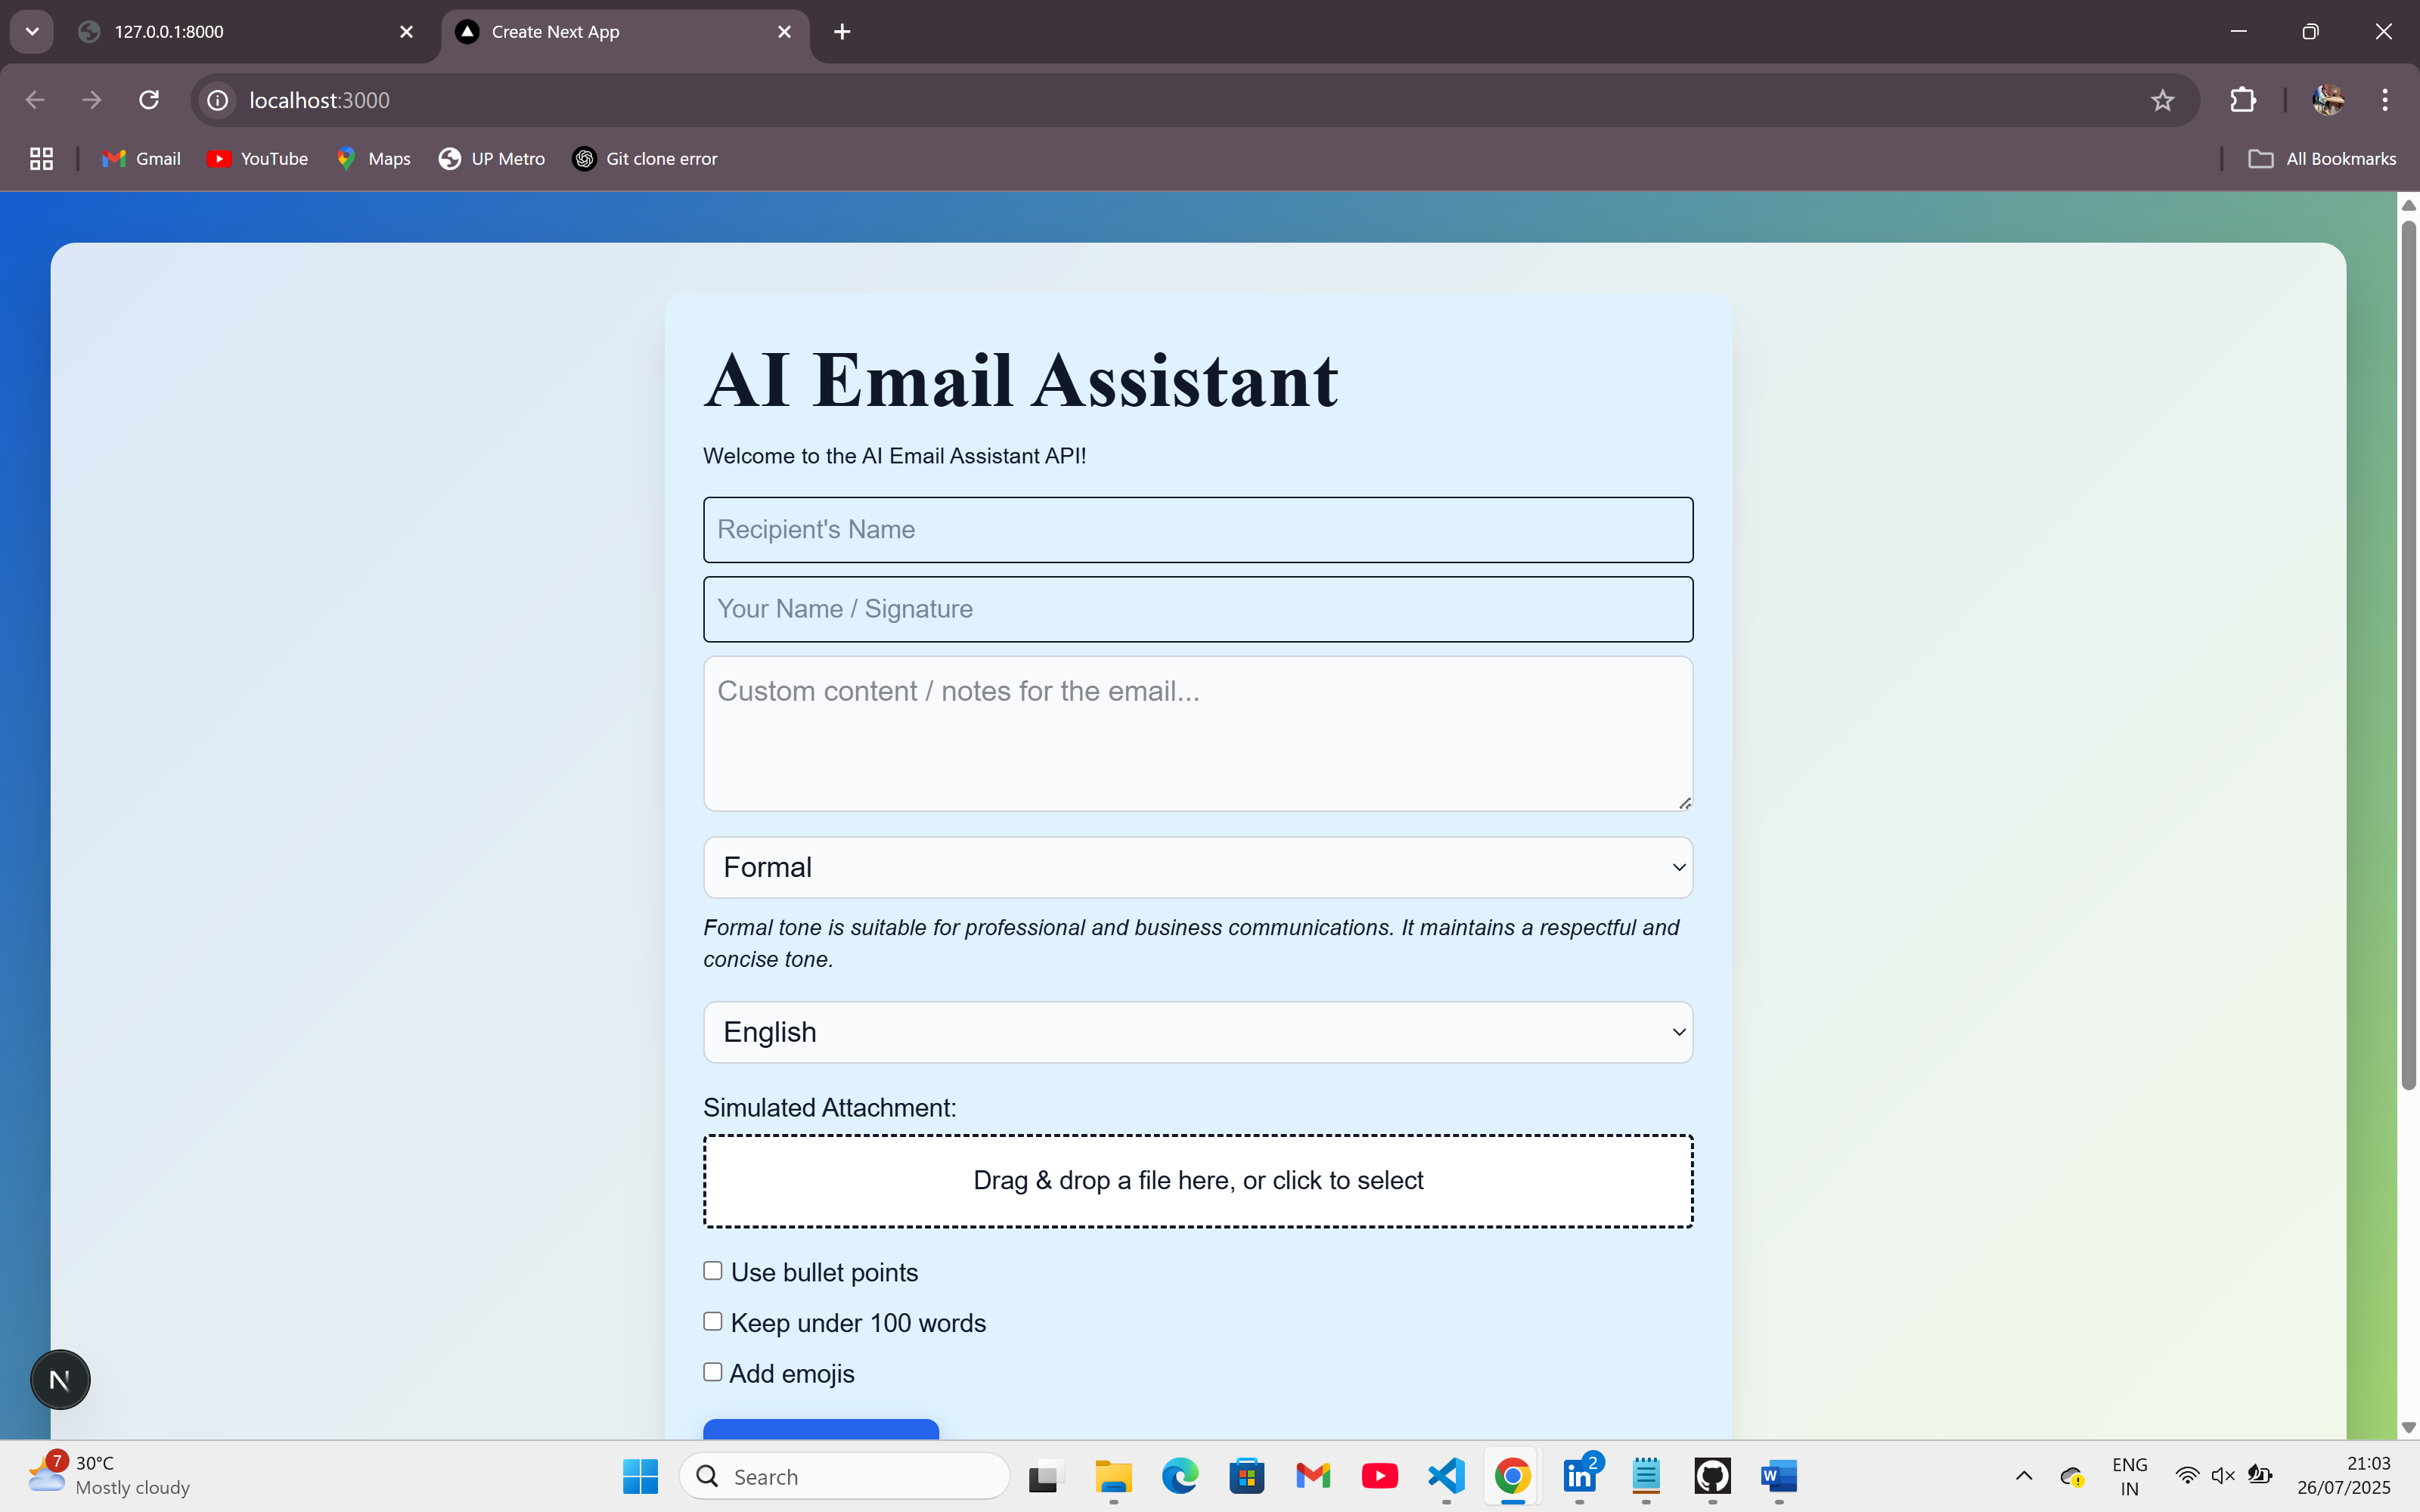 127.0.0.1:8000
Create Next App
localhost:3000
Gmail
YouTube
Maps
UP Metro
Git clone error
All Bookmarks
AI Email Assistant
Welcome to the AI Email Assistant API!
Recipient's Name
Your Name / Signature
Custom content / notes for the email...
Formal
Formal tone is suitable for professional and business communications. It maintains a respectful and
concise tone.
English
Simulated Attachment:
Drag & drop a file here, or click to select
Use bullet points
Keep under 100 words
Add emojis
N
7
30°C
Mostly cloudy
Search
in
2
W
ENG
IN
21:03
26/07/2025